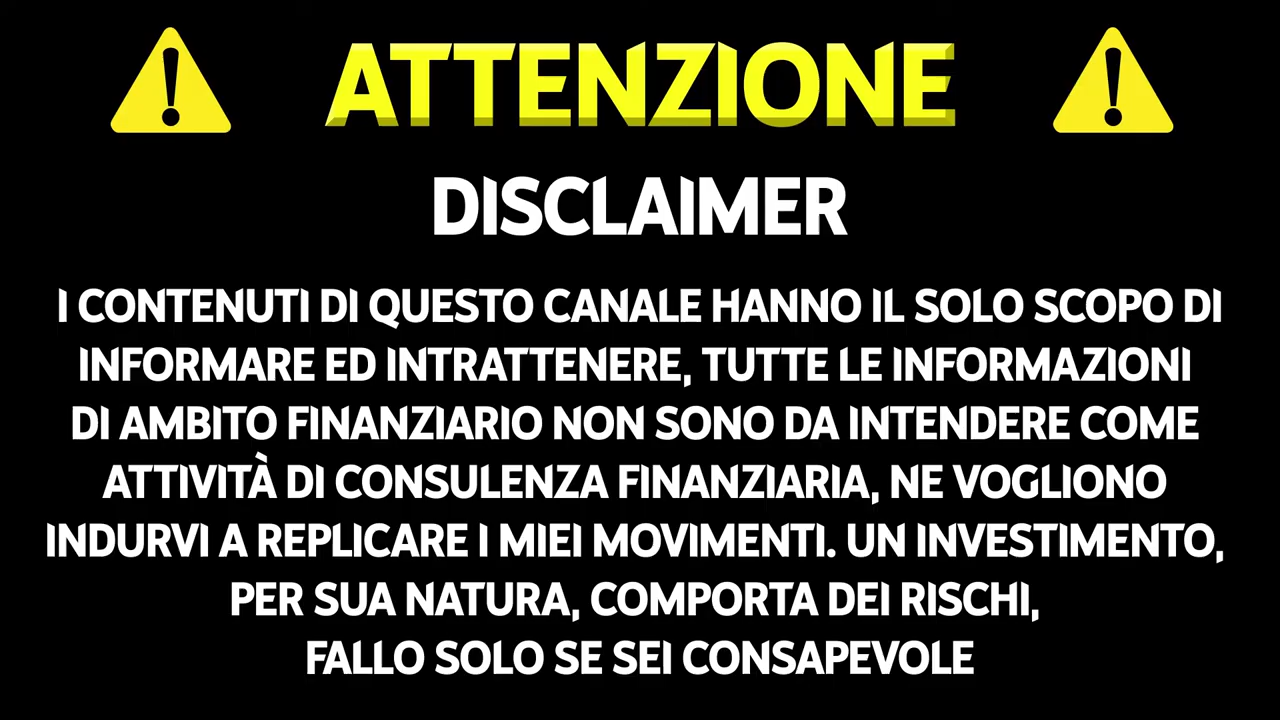 ATTENZIONE
DISCLAIMER
I CONTENUTI DI QUESTO CANALE HANNO IL SOLO SCOPO DI
INFORMARE ED INTRATTENERE, TUTTE LE INFORMAZIONI
DI AMBITO FINANZIARIO NON SONO DA INTENDERE COME
ATTIVITÀ DI CONSULENZA FINANZIARIA, NE VOGLIONO
INDURVI A REPLICARE I MIEI MOVIMENTI. UN INVESTIMENTO,
PER SUA NATURA, COMPORTA DEI RISCHI,
FALLO SOLO SE SEI CONSAPEVOLE